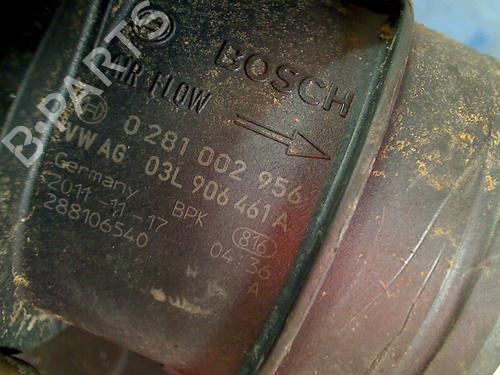 B-PARTS
BOSCH
AIR FLOW
0 281 002 956
VW AG 03L 906 461 A
Germany BPK 816
2011-11-17 04:36
288106540 A